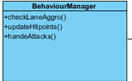 BehaviourManager
+checkLaneAggro()
+updateHitpoints()
+handeAttacks()